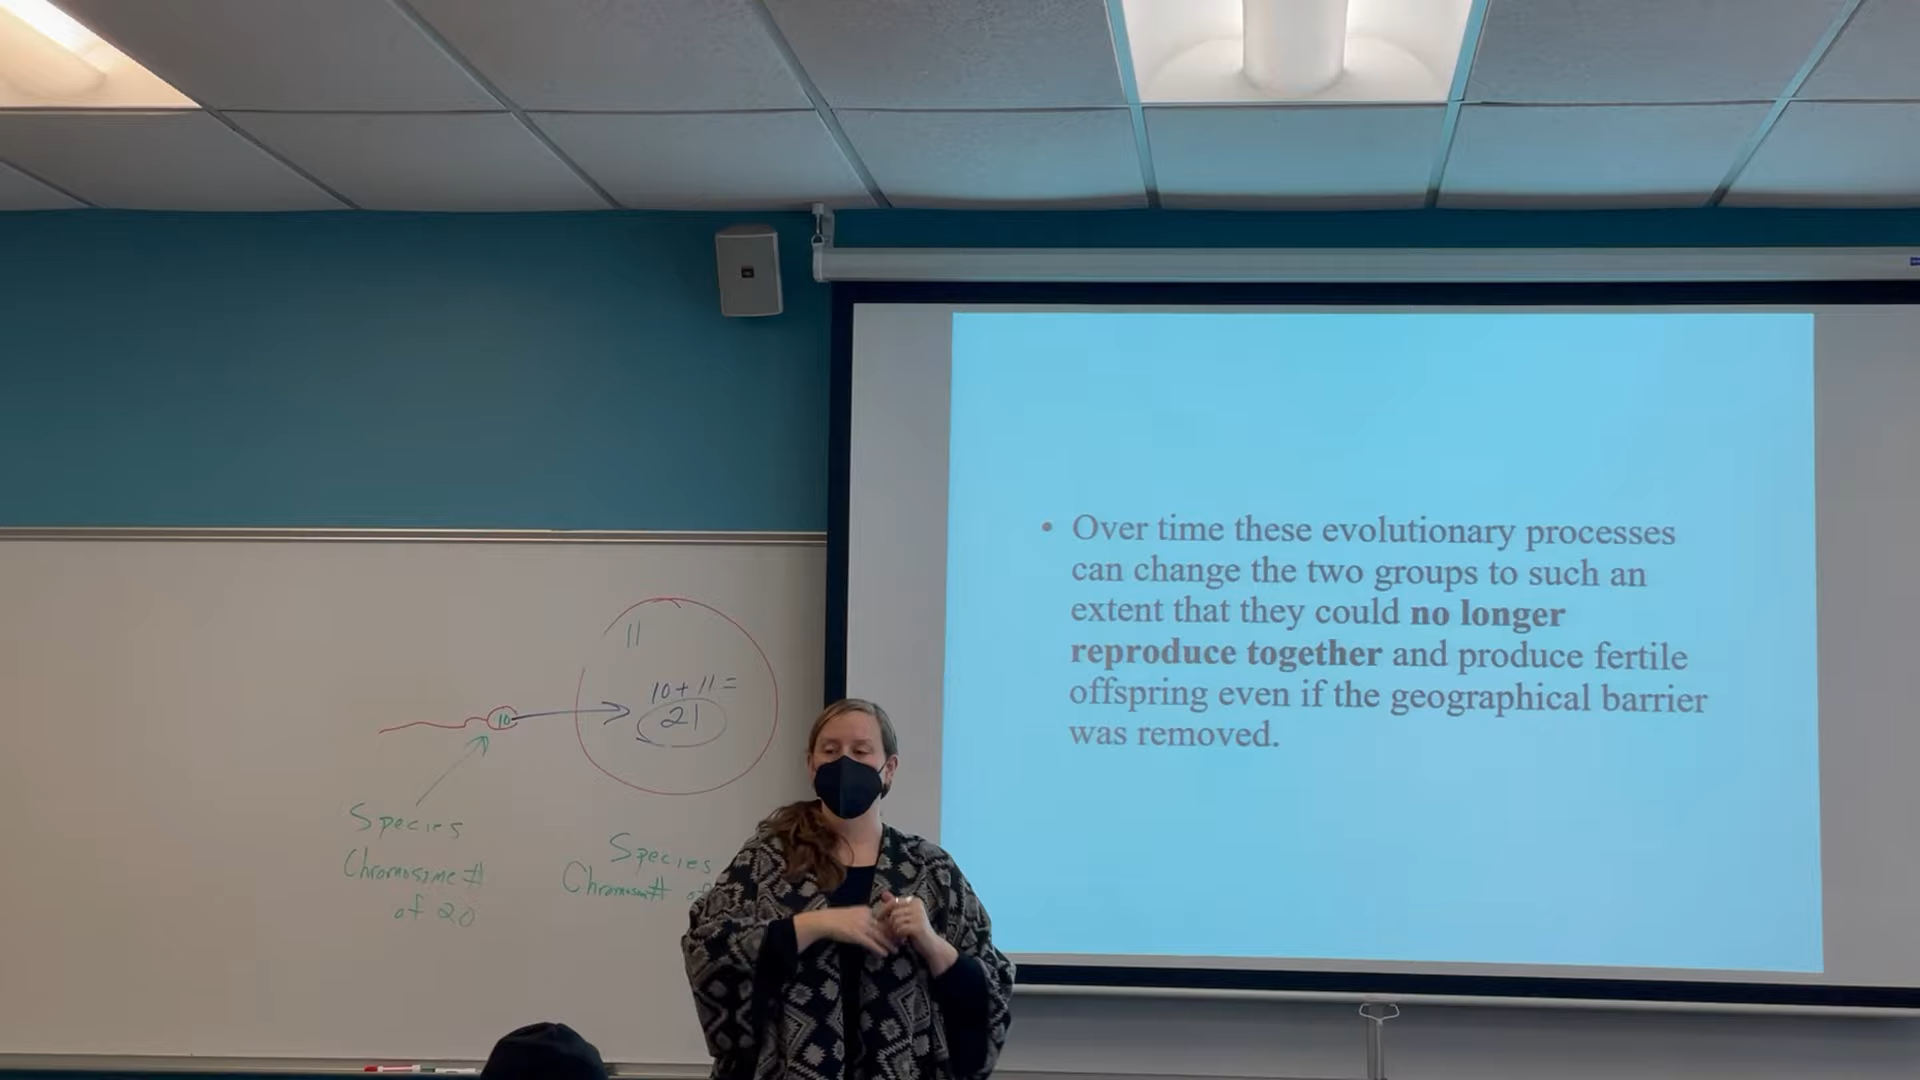 11
10 + 11 =
21
10
Species
Chromosome #
of 20
Species
Chromosom #
• Over time these evolutionary processes
can change the two groups to such an
extent that they could no longer
reproduce together and produce fertile
offspring even if the geographical barrier
was removed.